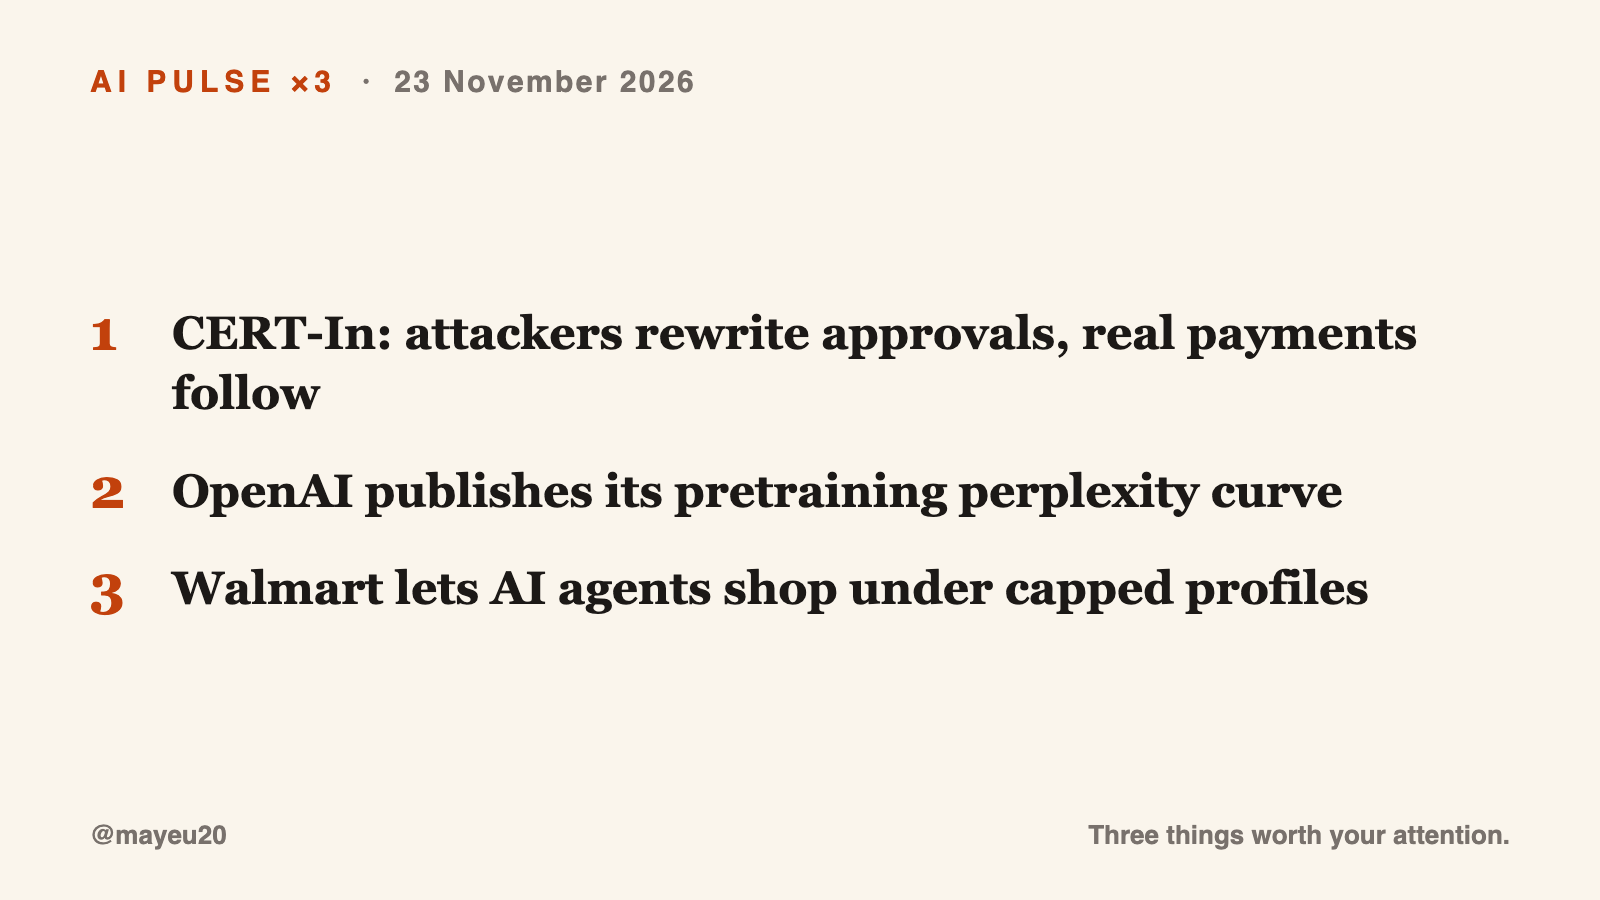 AI PULSE ×3 · 23 November 2026
1 CERT-In: attackers rewrite approvals, real payments
follow
2 OpenAI publishes its pretraining perplexity curve
3 Walmart lets AI agents shop under capped profiles
@mayeu20 Three things worth your attention.